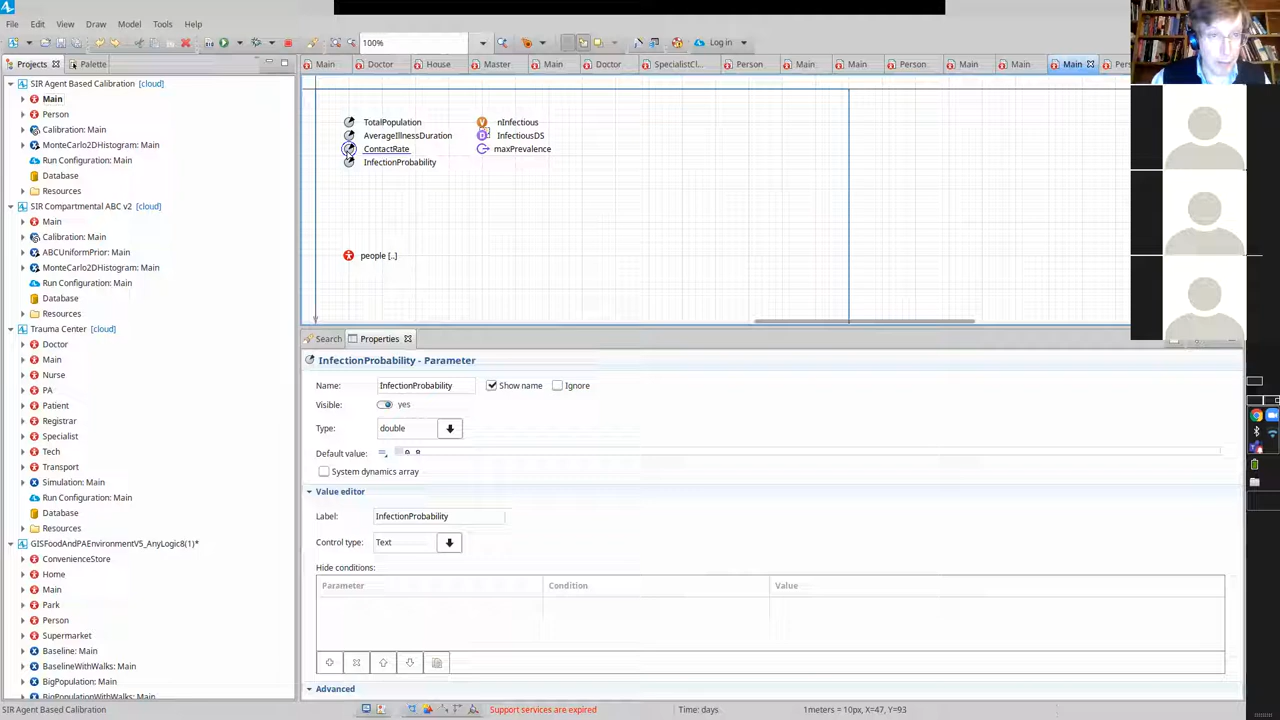 File Edit View Draw Model Tools Help
100% Log in
Projects Palette
Main Doctor House Master Main Doctor SpecialistCl... Person Main Main Person Main Main Main Pers
SIR Agent Based Calibration [cloud]
Main
Person
Calibration: Main
MonteCarlo2DHistogram: Main
Run Configuration: Main
Database
Resources
SIR Compartmental ABC v2 [cloud]
Main
Calibration: Main
ABCUniformPrior: Main
MonteCarlo2DHistogram: Main
Run Configuration: Main
Database
Resources
Trauma Center [cloud]
Doctor
Main
Nurse
PA
Patient
Registrar
Specialist
Tech
Transport
Simulation: Main
Run Configuration: Main
Database
Resources
GISFoodAndPAEnvironmentV5_AnyLogic8(1)*
ConvenienceStore
Home
Main
Park
Person
Supermarket
Baseline: Main
BaselineWithWalks: Main
BigPopulation: Main
BigPopulationWithWalks: Main
TotalPopulation nInfectious
AverageIllnessDuration InfectiousDS
ContactRate maxPrevalence
InfectionProbability
people [..]
Search Properties
InfectionProbability - Parameter
Name: InfectionProbability Show name Ignore
Visible: yes
Type: double
Default value:
System dynamics array
Value editor
Label: InfectionProbability
Control type: Text
Hide conditions:
Parameter Condition Value
Advanced
SIR Agent Based Calibration Support services are expired Time: days 1meters = 10px, X=47, Y=93